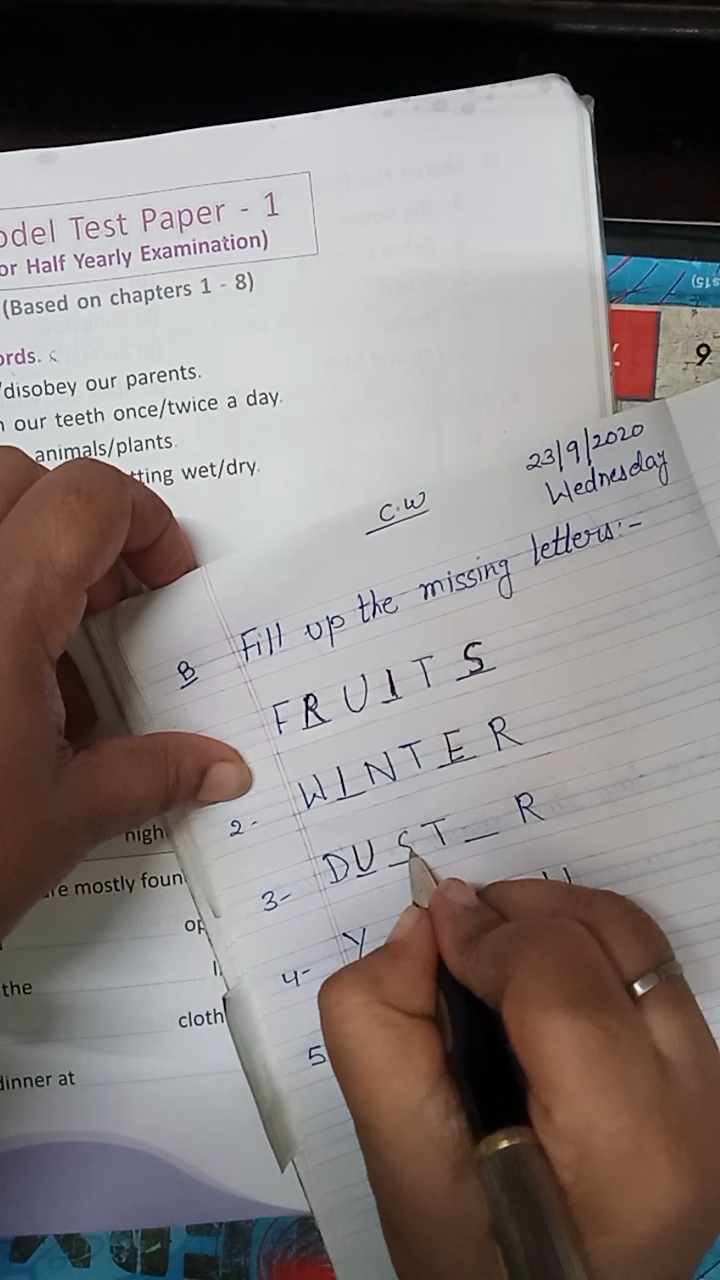 odel Test Paper - 1
or Half Yearly Examination)
(Based on chapters 1 - 8)
ords.
/disobey our parents.
our teeth once/twice a day.
animals/plants.
tting wet/dry.
9
23/9/2020
Wednesday
C.W
B Fill up the missing letters:-
FRUITS
2- WINTER
3- DUST_R
4- Y
5
nigh
re mostly foun
op
the
cloth
dinner at